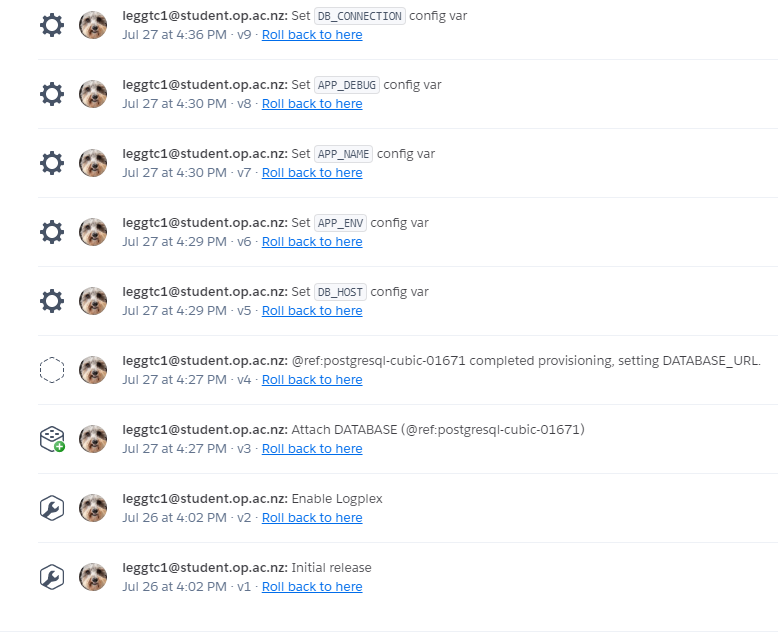 leggtc1@student.op.ac.nz: Set DB_CONNECTION config var
Jul 27 at 4:36 PM · v9 · Roll back to here
leggtc1@student.op.ac.nz: Set APP_DEBUG config var
Jul 27 at 4:30 PM · v8 · Roll back to here
leggtc1@student.op.ac.nz: Set APP_NAME config var
Jul 27 at 4:30 PM · v7 · Roll back to here
leggtc1@student.op.ac.nz: Set APP_ENV config var
Jul 27 at 4:29 PM · v6 · Roll back to here
leggtc1@student.op.ac.nz: Set DB_HOST config var
Jul 27 at 4:29 PM · v5 · Roll back to here
leggtc1@student.op.ac.nz: @ref:postgresql-cubic-01671 completed provisioning, setting DATABASE_URL.
Jul 27 at 4:27 PM · v4 · Roll back to here
leggtc1@student.op.ac.nz: Attach DATABASE (@ref:postgresql-cubic-01671)
Jul 27 at 4:27 PM · v3 · Roll back to here
leggtc1@student.op.ac.nz: Enable Logplex
Jul 26 at 4:02 PM · v2 · Roll back to here
leggtc1@student.op.ac.nz: Initial release
Jul 26 at 4:02 PM · v1 · Roll back to here